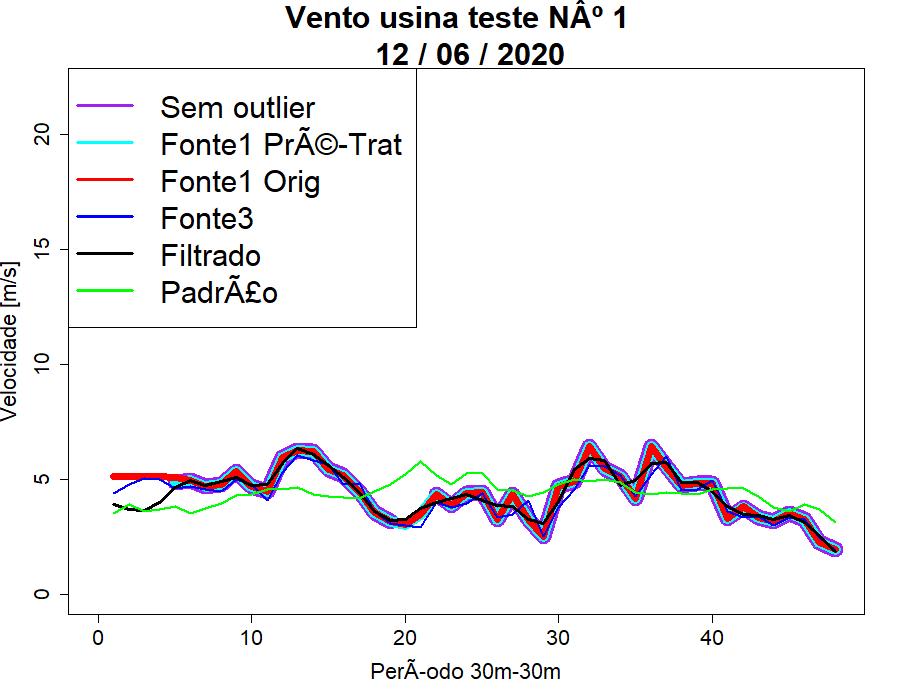 Vento usina teste NÂº 1
12 / 06 / 2020
Sem outlier
Fonte1 PrÃ©-Trat
Fonte1 Orig
Fonte3
Filtrado
PadrÃ£o
Velocidade [m/s]
20
15
10
5
0
0 10 20 30 40
PerÃ­-odo 30m-30m